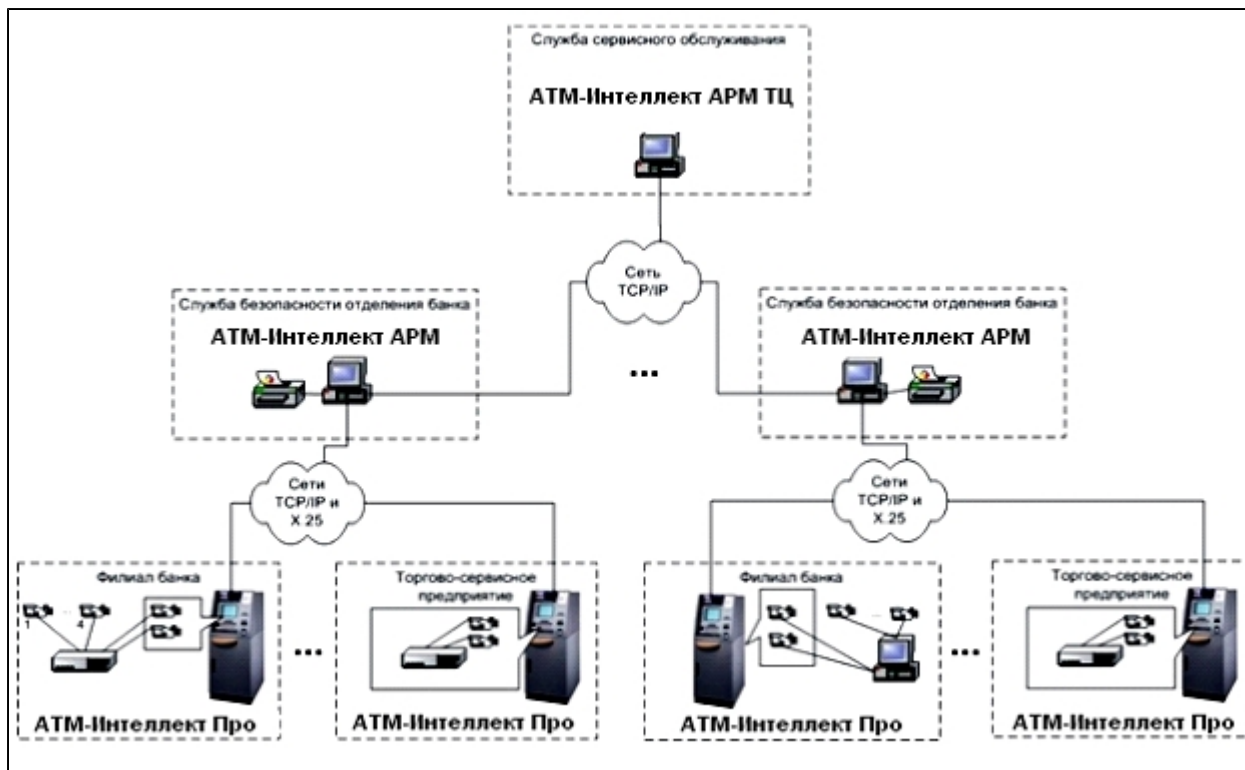 Служба сервисного обслуживания
АТМ-Интеллект АРМ ТЦ
Сеть
TCP/IP
Служба безопасности отделения банка
АТМ-Интеллект АРМ
...
Служба безопасности отделения банка
АТМ-Интеллект АРМ
Сети
TCP/IP и
X.25
Сети
TCP/IP и
X.25
Филиал банка
1
...
4
АТМ-Интеллект Про
...
Торгово-сервисное
предприятие
АТМ-Интеллект Про
Филиал банка
...
АТМ-Интеллект Про
...
Торгово-сервисное
предприятие
АТМ-Интеллект Про